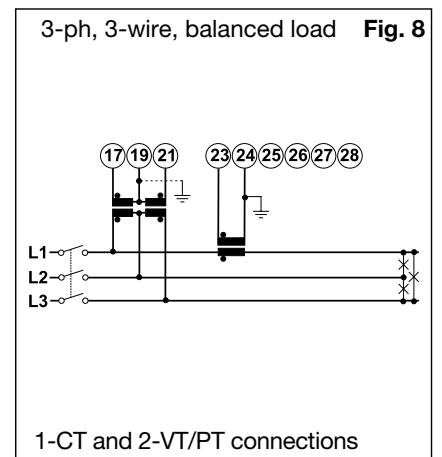 3-ph, 3-wire, balanced load Fig. 8
17 19 21 23 24 25 26 27 28
L1
L2
L3
1-CT and 2-VT/PT connections